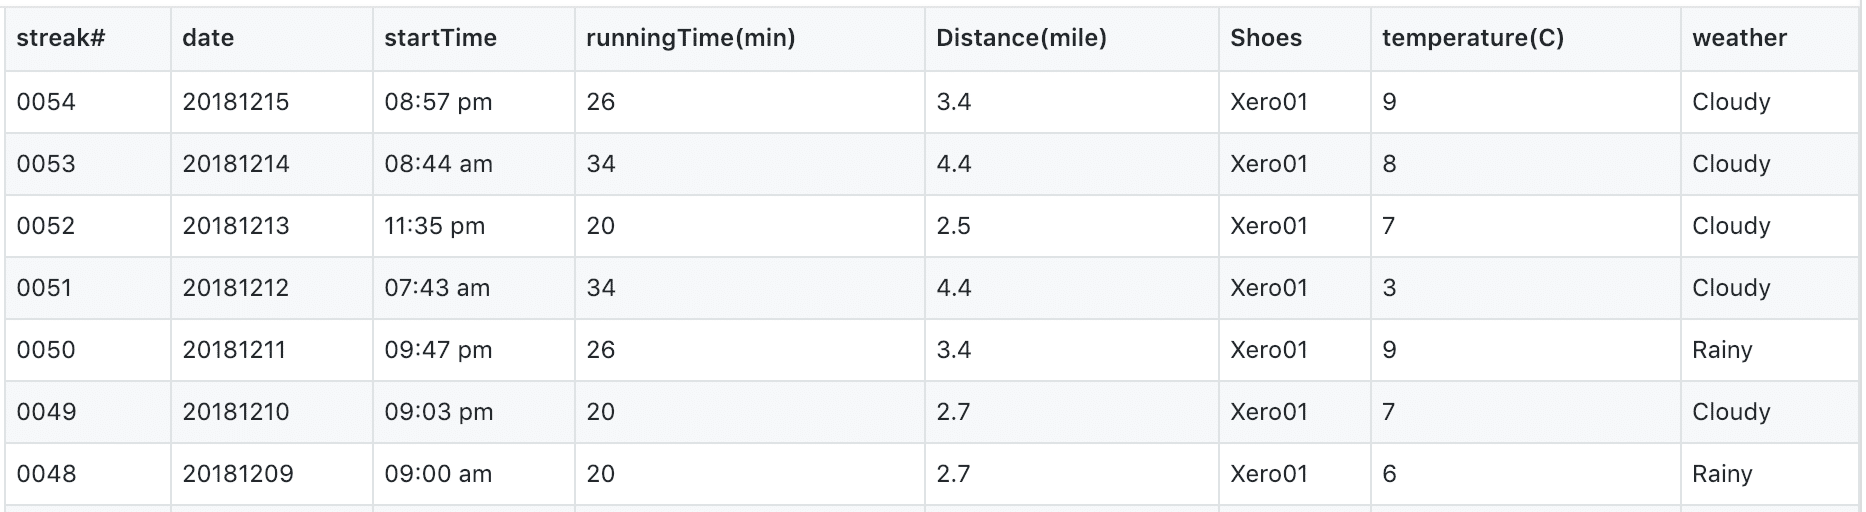 streak# date startTime runningTime(min) Distance(mile) Shoes temperature(C) weather
0054 20181215 08:57 pm 26 3.4 Xero01 9 Cloudy
0053 20181214 08:44 am 34 4.4 Xero01 8 Cloudy
0052 20181213 11:35 pm 20 2.5 Xero01 7 Cloudy
0051 20181212 07:43 am 34 4.4 Xero01 3 Cloudy
0050 20181211 09:47 pm 26 3.4 Xero01 9 Rainy
0049 20181210 09:03 pm 20 2.7 Xero01 7 Cloudy
0048 20181209 09:00 am 20 2.7 Xero01 6 Rainy